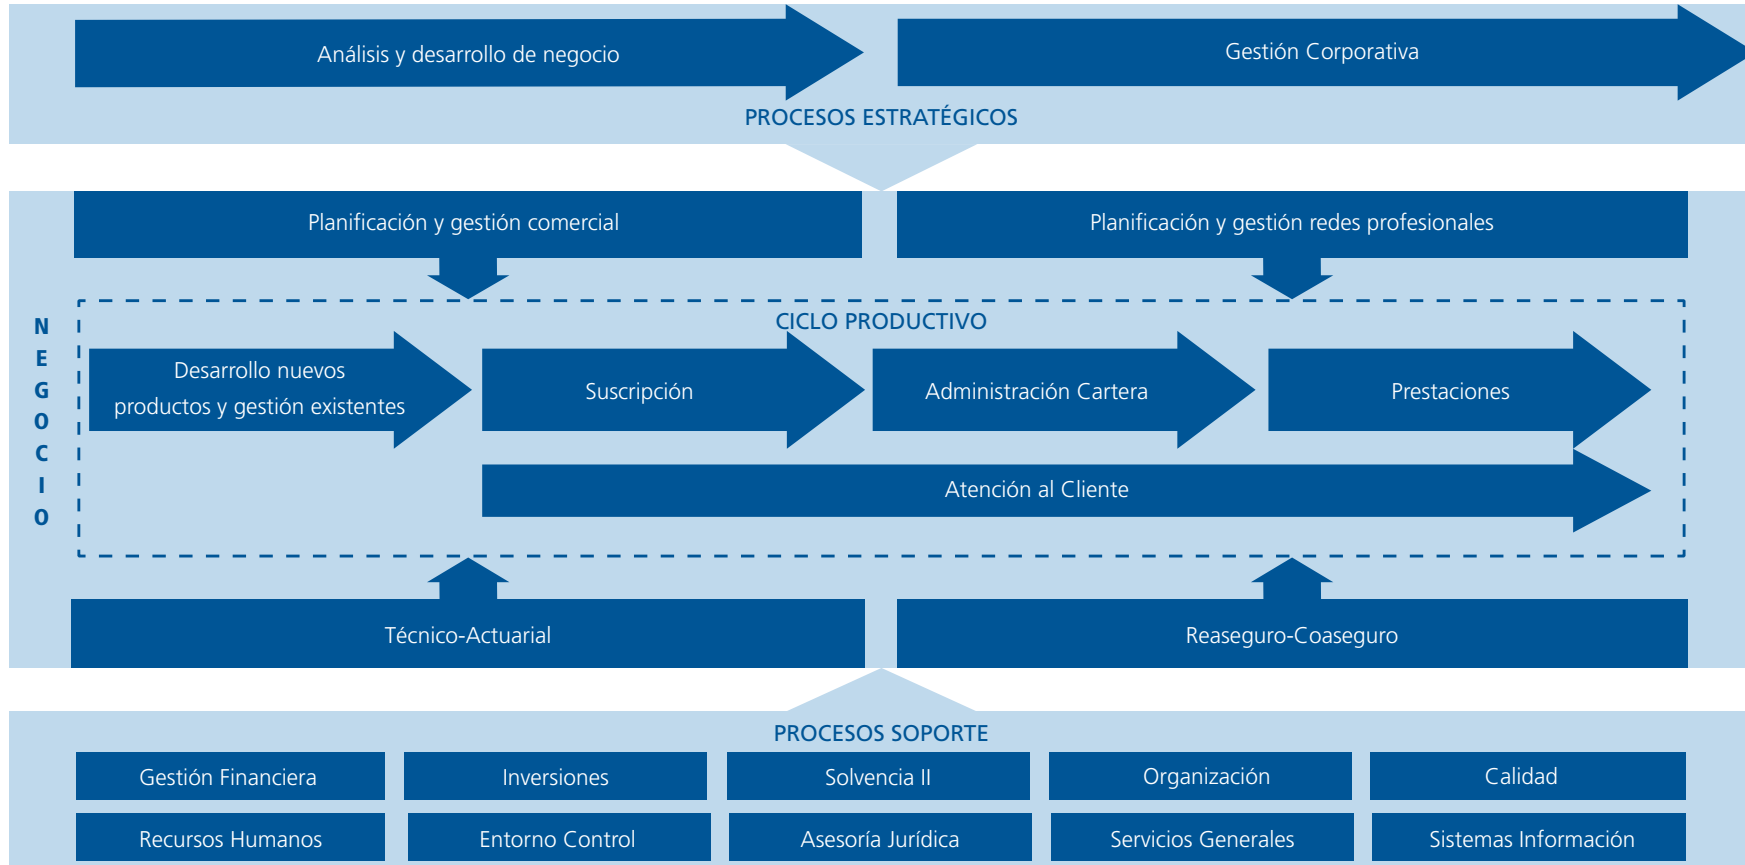 Análisis y desarrollo de negocio
Gestión Corporativa
PROCESOS ESTRATÉGICOS
Planificación y gestión comercial
Planificación y gestión redes profesionales
NEGOCIO
CICLO PRODUCTIVO
Desarrollo nuevos
productos y gestión existentes
Suscripción
Administración Cartera
Prestaciones
Atención al Cliente
Técnico-Actuarial
Reaseguro-Coaseguro
PROCESOS SOPORTE
Gestión Financiera
Inversiones
Solvencia II
Organización
Calidad
Recursos Humanos
Entorno Control
Asesoría Jurídica
Servicios Generales
Sistemas Información